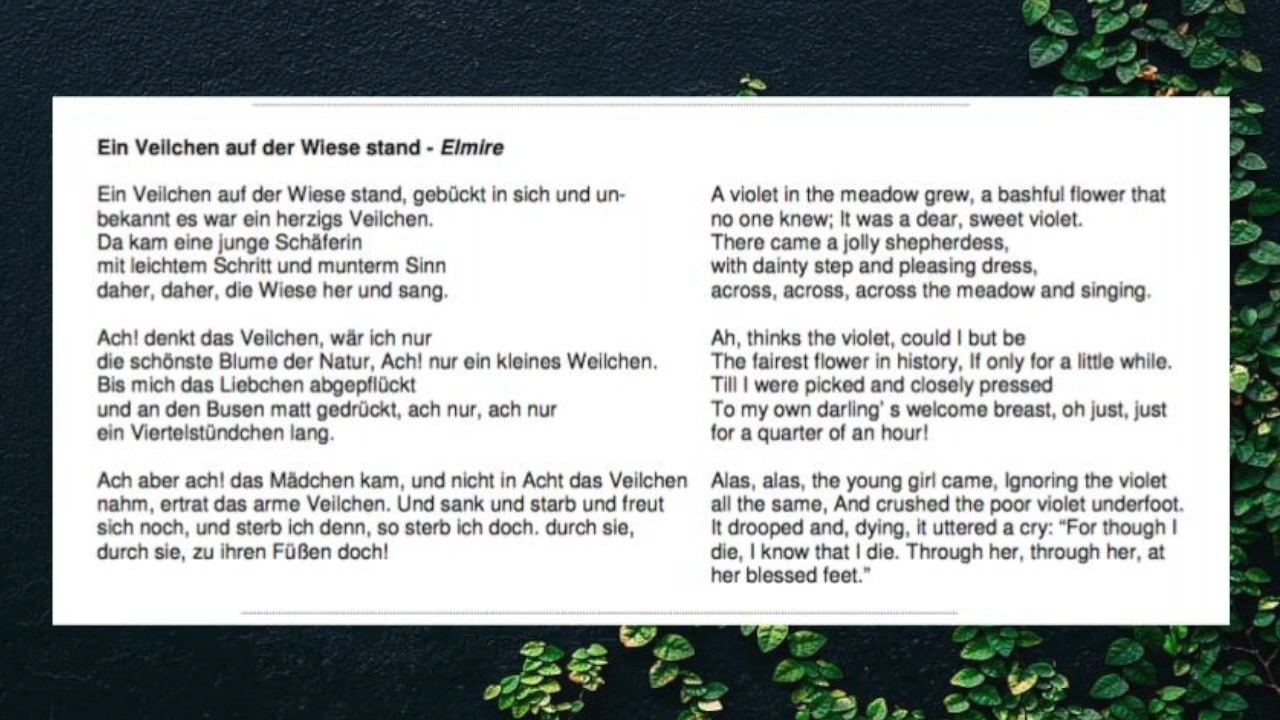 Ein Veilchen auf der Wiese stand - Elmire
Ein Veilchen auf der Wiese stand, gebückt in sich und un-
bekannt es war ein herzigs Veilchen.
Da kam eine junge Schäferin
mit leichtem Schritt und munterm Sinn
daher, daher, die Wiese her und sang.
Ach! denkt das Veilchen, wär ich nur
die schönste Blume der Natur, Ach! nur ein kleines Weilchen.
Bis mich das Liebchen abgepflückt
und an den Busen matt gedrückt, ach nur, ach nur
ein Viertelstündchen lang.
Ach aber ach! das Mädchen kam, und nicht in Acht das Veilchen
nahm, ertrat das arme Veilchen. Und sank und starb und freut
sich noch, und sterb ich denn, so sterb ich doch. durch sie,
durch sie, zu ihren Füßen doch!
A violet in the meadow grew, a bashful flower that
no one knew; It was a dear, sweet violet.
There came a jolly shepherdess,
with dainty step and pleasing dress,
across, across, across the meadow and singing.
Ah, thinks the violet, could I but be
The fairest flower in history, If only for a little while.
Till I were picked and closely pressed
To my own darling' s welcome breast, oh just, just
for a quarter of an hour!
Alas, alas, the young girl came, Ignoring the violet
all the same, And crushed the poor violet underfoot.
It drooped and, dying, it uttered a cry: “For though I
die, I know that I die. Through her, through her, at
her blessed feet.”